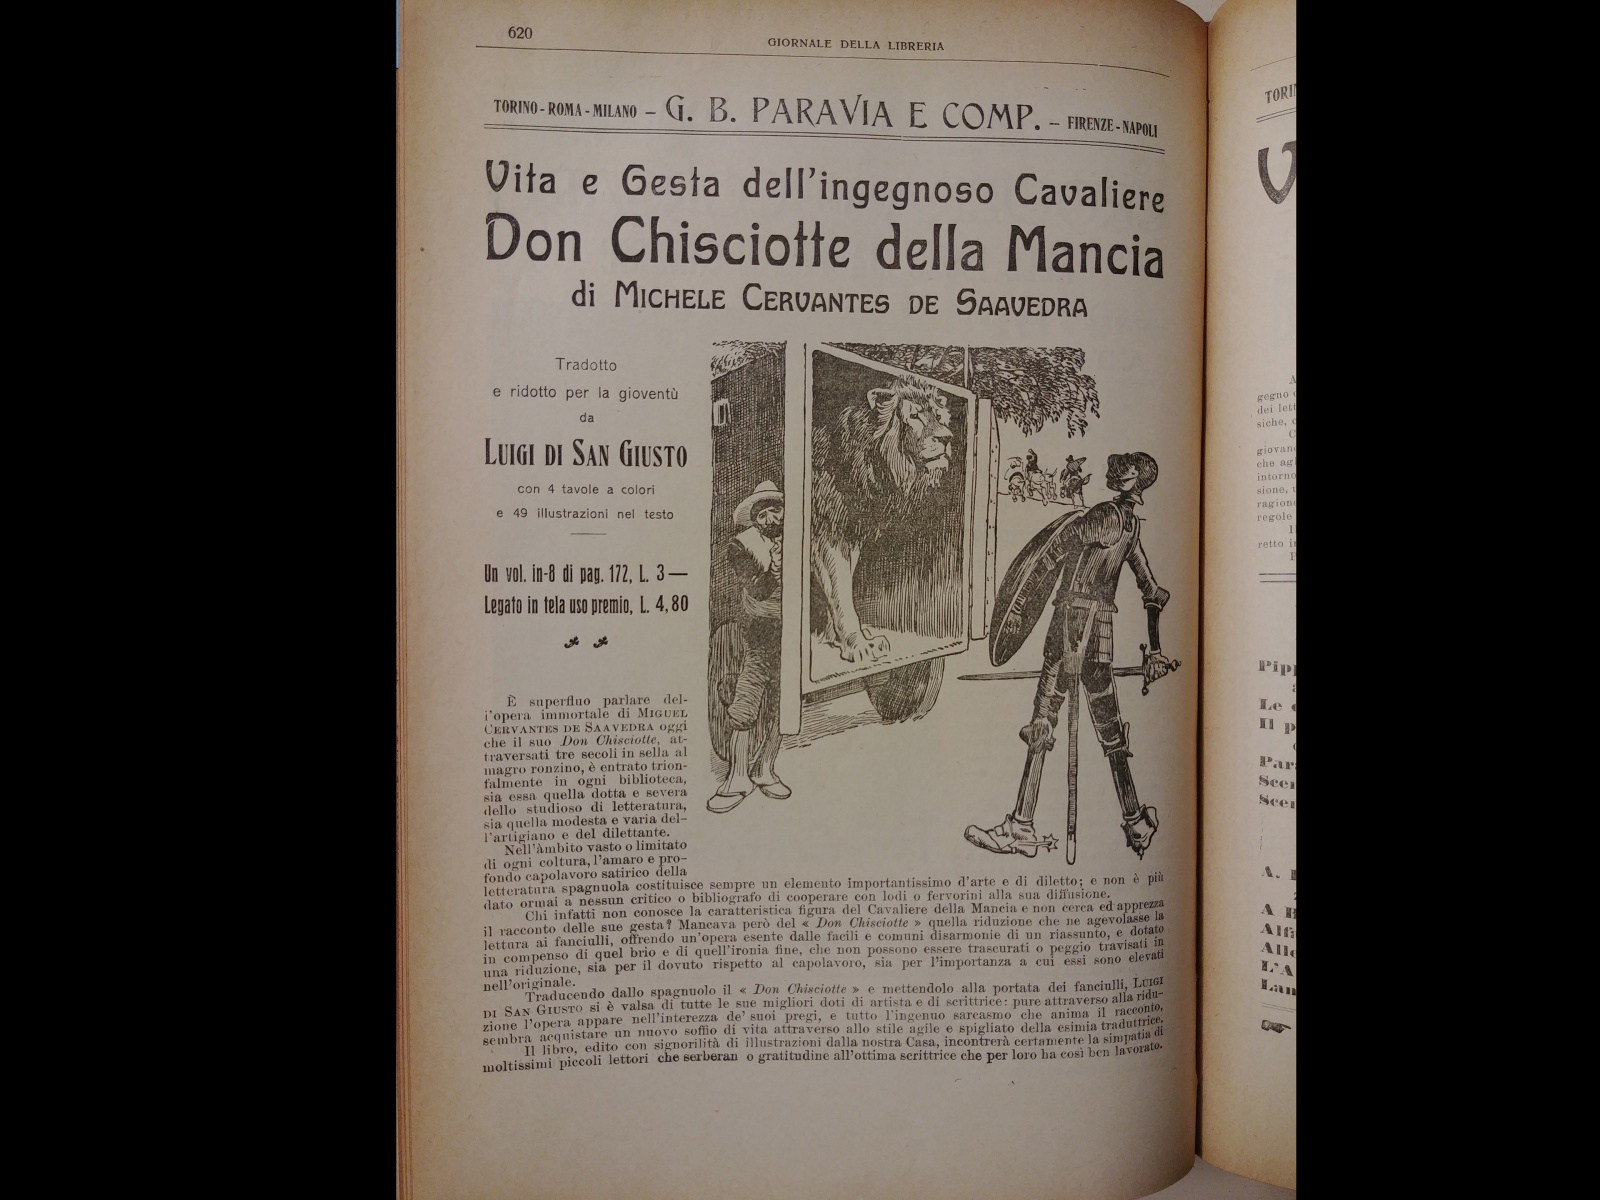 620
GIORNALE DELLA LIBRERIA
TORINO - ROMA - MILANO — G. B. PARAVIA E COMP. — FIRENZE - NAPOLI
Vita e Gesta dell'ingegnoso Cavaliere
Don Chisciotte della Mancia
di MICHELE CERVANTES DE SAAVEDRA
Tradotto
e ridotto per la gioventù
da
LUIGI DI SAN GIUSTO
con 4 tavole a colori
e 49 illustrazioni nel testo
Un vol. in-8 di pag. 172, L. 3 —
Legato in tela uso premio, L. 4,80
È superfluo parlare del-
l'opera immortale di MIGUEL
CERVANTES DE SAAVEDRA oggi
che il suo Don Chisciotte, at-
traversati tre secoli in sella al
magro ronzino, è entrato trion-
falmente in ogni biblioteca,
sia essa quella dotta e severa
dello studioso di letteratura,
sia quella modesta e varia del-
l'artigiano e del dilettante.
Nell'àmbito vasto o limitato
di ogni coltura, l'amaro e pro-
fondo capolavoro satirico della
letteratura spagnuola costituisce sempre un elemento importantissimo d'arte e di diletto; e non è più
dato ormai a nessun critico o bibliografo di cooperare con lodi o fervorini alla sua diffusione.
Chi infatti non conosce la caratteristica figura del Cavaliere della Mancia e non cerca ed apprezza
il racconto delle sue gesta? Mancava però del « Don Chisciotte » quella riduzione che ne agevolasse la
lettura ai fanciulli, offrendo un'opera esente dalle facili e comuni disarmonie di un riassunto, e dotato
in compenso di quel brio e di quell'ironia fine, che non possono essere trascurati o peggio travisati in
una riduzione, sia per il dovuto rispetto al capolavoro, sia per l'importanza a cui essi sono elevati
nell'originale.
Traducendo dallo spagnuolo il « Don Chisciotte » e mettendolo alla portata dei fanciulli, LUIGI
DI SAN GIUSTO si è valsa di tutte le sue migliori doti di artista e di scrittrice: pure attraverso alla ridu-
zione l'opera appare nell'interezza de' suoi pregi, e tutto l'ingenuo sarcasmo che anima il racconto,
sembra acquistare un nuovo soffio di vita attraverso allo stile agile e spigliato della esimia traduttrice.
Il libro, edito con signorilità di illustrazioni dalla nostra Casa, incontrerà certamente la simpatia di
moltissimi piccoli lettori che serberan o gratitudine all'ottima scrittrice che per loro ha così ben lavorato.